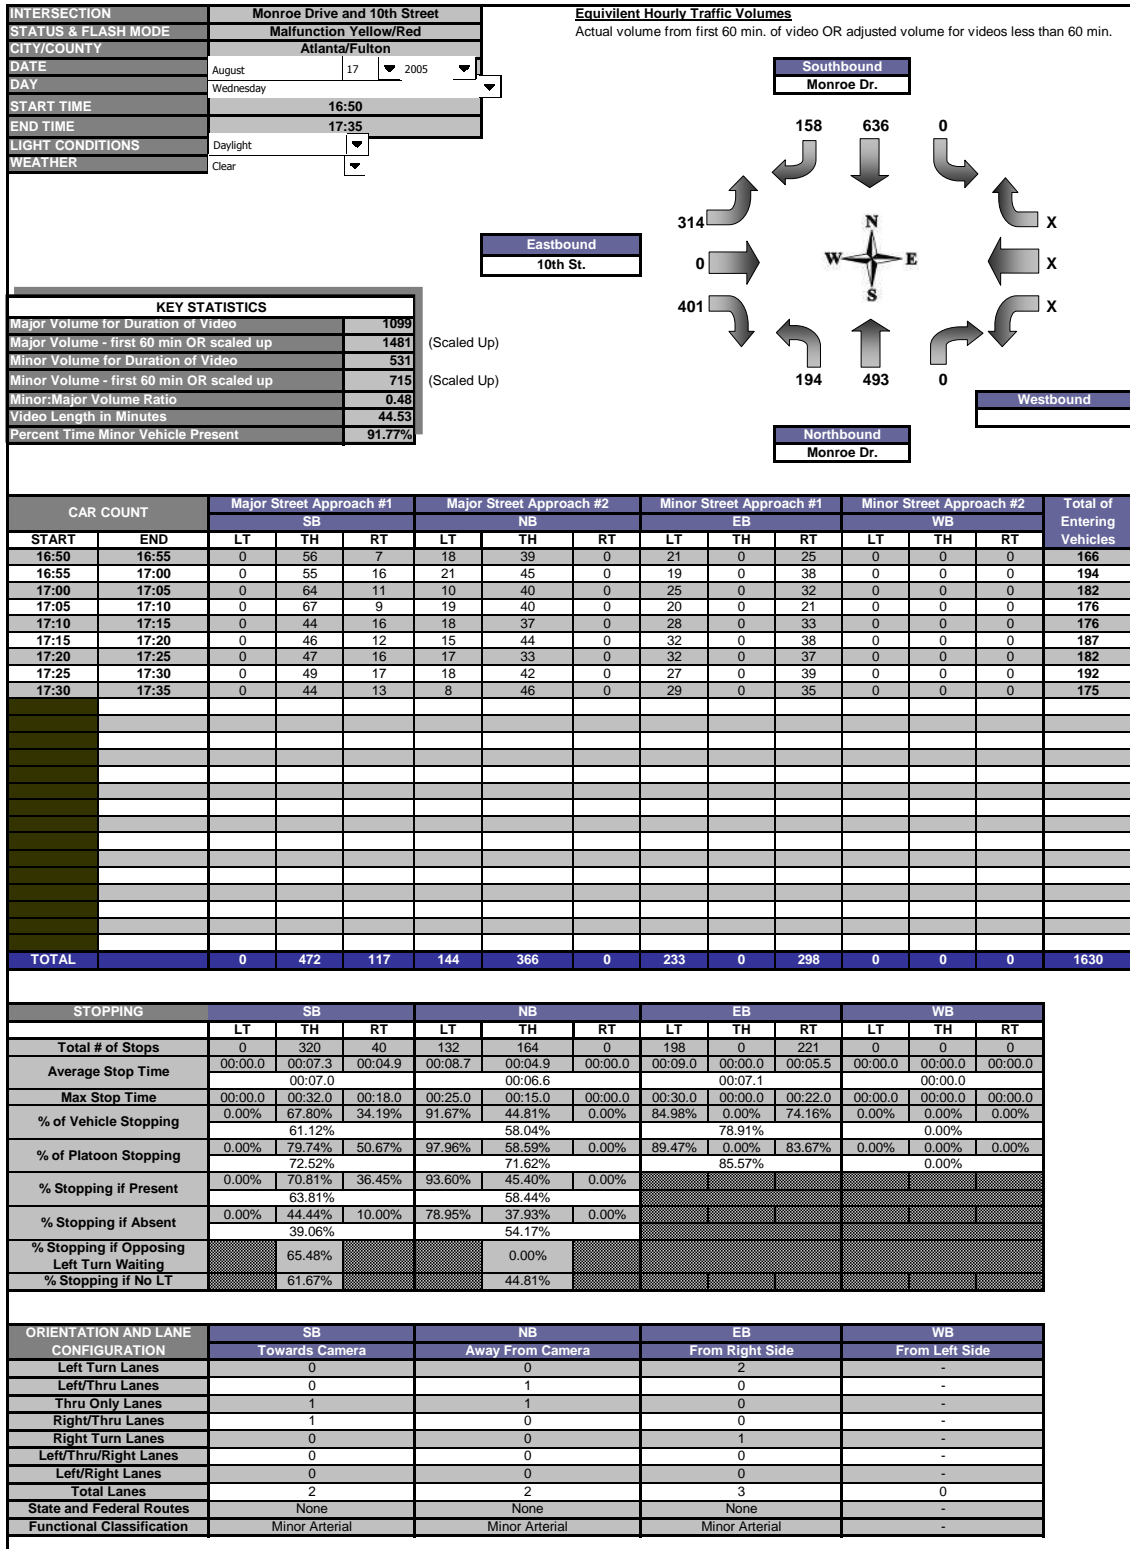 INTERSECTION Monroe Drive and 10th Street
STATUS & FLASH MODE Malfunction Yellow/Red
CITY/COUNTY Atlanta/Fulton
DATE August 17 2005
DAY Wednesday
START TIME 16:50
END TIME 17:35
LIGHT CONDITIONS Daylight
WEATHER Clear
Equivilent Hourly Traffic Volumes
Actual volume from first 60 min. of video OR adjusted volume for videos less than 60 min.
Southbound
Monroe Dr.
158 636 0
314 N X
Eastbound
10th St.
0 W E X
S
401 X
194 493 0
Westbound
Northbound
Monroe Dr.
KEY STATISTICS
Major Volume for Duration of Video 1099
Major Volume - first 60 min OR scaled up 1481 (Scaled Up)
Minor Volume for Duration of Video 531
Minor Volume - first 60 min OR scaled up 715 (Scaled Up)
Minor:Major Volume Ratio 0.48
Video Length in Minutes 44.53
Percent Time Minor Vehicle Present 91.77%
CAR COUNT Major Street Approach #1 Major Street Approach #2 Minor Street Approach #1 Minor Street Approach #2 Total of
SB NB EB WB Entering
START END LT TH RT LT TH RT LT TH RT LT TH RT Vehicles
16:50 16:55 0 56 7 18 39 0 21 0 25 0 0 0 166
16:55 17:00 0 55 16 21 45 0 19 0 38 0 0 0 194
17:00 17:05 0 64 11 10 40 0 25 0 32 0 0 0 182
17:05 17:10 0 67 9 19 40 0 20 0 21 0 0 0 176
17:10 17:15 0 44 16 18 37 0 28 0 33 0 0 0 176
17:15 17:20 0 46 12 15 44 0 32 0 38 0 0 0 187
17:20 17:25 0 47 16 17 33 0 32 0 37 0 0 0 182
17:25 17:30 0 49 17 18 42 0 27 0 39 0 0 0 192
17:30 17:35 0 44 13 8 46 0 29 0 35 0 0 0 175
TOTAL 0 472 117 144 366 0 233 0 298 0 0 0 1630
STOPPING SB NB EB WB
LT TH RT LT TH RT LT TH RT LT TH RT
Total # of Stops 0 320 40 132 164 0 198 0 221 0 0 0
Average Stop Time 00:00.0 00:07.3 00:04.9 00:08.7 00:04.9 00:00.0 00:09.0 00:00.0 00:05.5 00:00.0 00:00.0 00:00.0
00:07.0 00:06.6 00:07.1 00:00.0
Max Stop Time 00:00.0 00:32.0 00:18.0 00:25.0 00:15.0 00:00.0 00:30.0 00:00.0 00:22.0 00:00.0 00:00.0 00:00.0
% of Vehicle Stopping 0.00% 67.80% 34.19% 91.67% 44.81% 0.00% 84.98% 0.00% 74.16% 0.00% 0.00% 0.00%
61.12% 58.04% 78.91% 0.00%
% of Platoon Stopping 0.00% 79.74% 50.67% 97.96% 58.59% 0.00% 89.47% 0.00% 83.67% 0.00% 0.00% 0.00%
72.52% 71.62% 85.57% 0.00%
% Stopping if Present 0.00% 70.81% 36.45% 93.60% 45.40% 0.00%
63.81% 58.44%
% Stopping if Absent 0.00% 44.44% 10.00% 78.95% 37.93% 0.00%
39.06% 54.17%
% Stopping if Opposing
Left Turn Waiting 65.48% 0.00%
% Stopping if No LT 61.67% 44.81%
ORIENTATION AND LANE SB NB EB WB
CONFIGURATION Towards Camera Away From Camera From Right Side From Left Side
Left Turn Lanes 0 0 2 -
Left/Thru Lanes 0 1 0 -
Thru Only Lanes 1 1 0 -
Right/Thru Lanes 1 0 0 -
Right Turn Lanes 0 0 1 -
Left/Thru/Right Lanes 0 0 0 -
Left/Right Lanes 0 0 0 -
Total Lanes 2 2 3 0
State and Federal Routes None None None -
Functional Classification Minor Arterial Minor Arterial Minor Arterial -